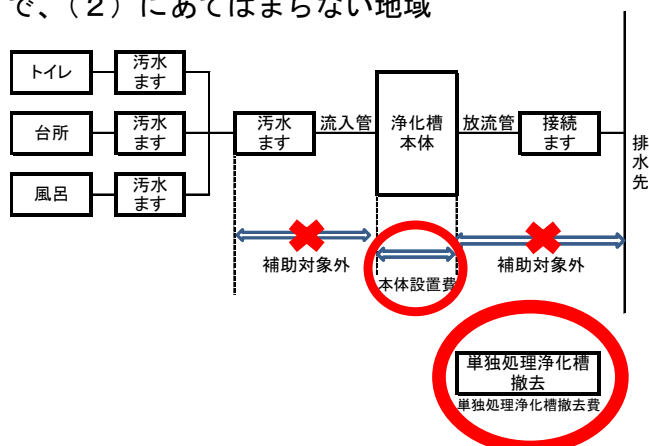 で、（２）にあてはまらない地域
トイレ
汚水
ます
台所
汚水
ます
風呂
汚水
ます
汚水
ます
流入管
浄化槽
本体
放流管
接続
ます
排水先
補助対象外
本体設置費
補助対象外
単独処理浄化槽
撤去
単独処理浄化槽撤去費